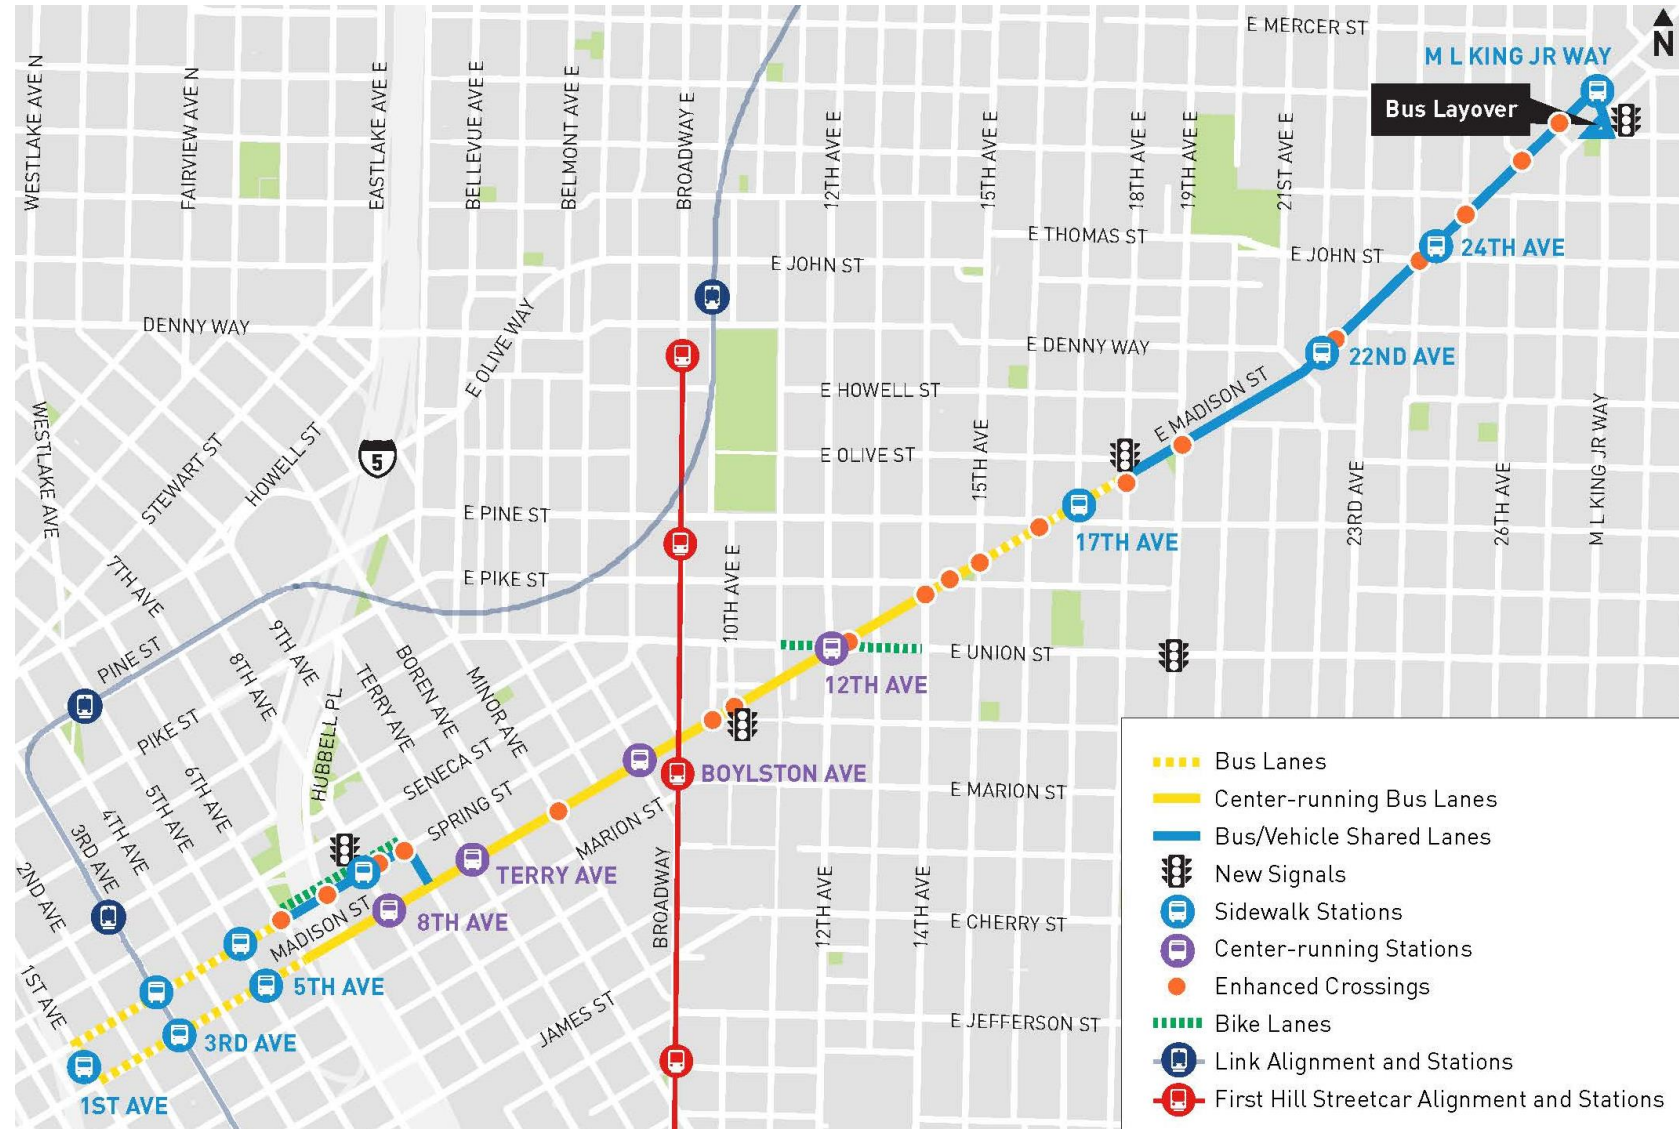 E MERCER ST
N
M L KING JR WAY
Bus Layover
WESTLAKE AVE N
FAIRVIEW AVE N
EASTLAKE AVE E
BELLEVUE AVE E
BELMONT AVE E
BROADWAY E
12TH AVE E
15TH AVE E
18TH AVE E
19TH AVE E
21ST AVE E
E THOMAS ST
E JOHN ST
E JOHN ST
24TH AVE
DENNY WAY
E OLIVE WAY
E DENNY WAY
22ND AVE
E HOWELL ST
E MADISON ST
WESTLAKE AVE
STEWART ST
HOWELL ST
5
E OLIVE ST
15TH AVE
23RD AVE
26TH AVE
M L KING JR WAY
E PINE ST
17TH AVE
E PIKE ST
10TH AVE E
7TH AVE
9TH AVE
8TH AVE
PINE ST
TERRY AVE
BOREN AVE
MINOR AVE
E UNION ST
12TH AVE
PIKE ST
HUBBELL PL
SENECA ST
SPRING ST
6TH AVE
5TH AVE
4TH AVE
3RD AVE
2ND AVE
1ST AVE
BOYLSTON AVE
E MARION ST
MARION ST
TERRY AVE
8TH AVE
MADISON ST
BROADWAY
12TH AVE
14TH AVE
E CHERRY ST
5TH AVE
JAMES ST
E JEFFERSON ST
3RD AVE
1ST AVE
Bus Lanes
Center-running Bus Lanes
Bus/Vehicle Shared Lanes
New Signals
Sidewalk Stations
Center-running Stations
Enhanced Crossings
Bike Lanes
Link Alignment and Stations
First Hill Streetcar Alignment and Stations